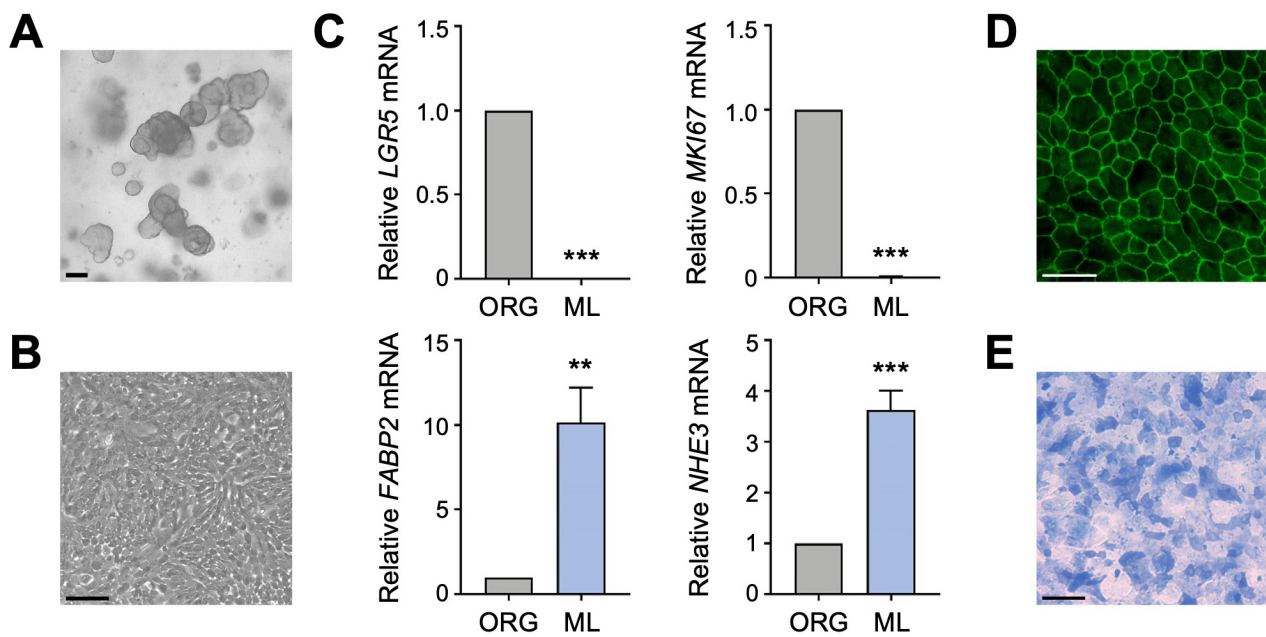 A
B
C
Relative LGR5 mRNA
1.5
1.0
0.5
0
***
ORG ML
Relative MKI67 mRNA
1.5
1.0
0.5
0
***
ORG ML
Relative FABP2 mRNA
15
10
5
0
**
ORG ML
Relative NHE3 mRNA
5
4
3
2
1
0
***
ORG ML
D
E